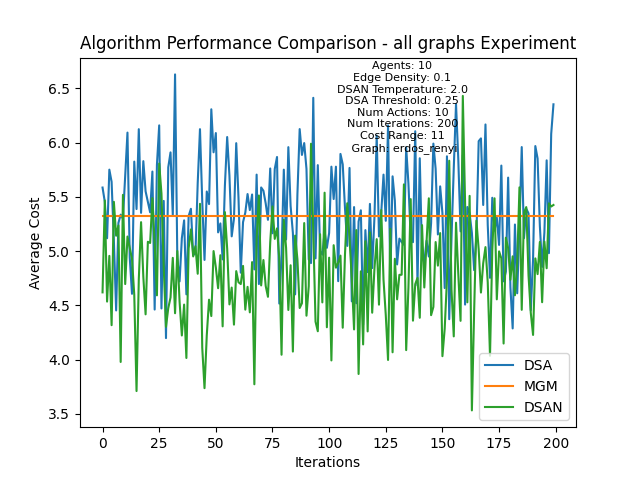 Algorithm Performance Comparison - all graphs Experiment
Agents: 10
Edge Density: 0.1
DSAN Temperature: 2.0
DSA Threshold: 0.25
Num Actions: 10
Num Iterations: 200
Cost Range: 11
Graph: erdos_renyi
Average Cost
6.5
6.0
5.5
5.0
4.5
4.0
3.5
DSA
MGM
DSAN
0 25 50 75 100 125 150 175 200
Iterations